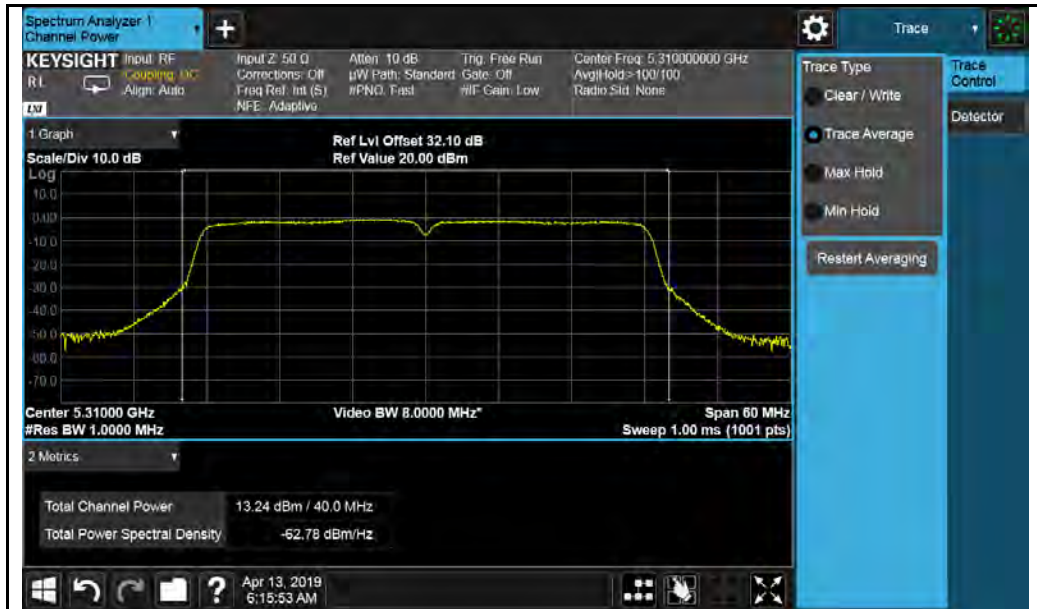 Spectrum Analyzer 1
Channel Power
+
Trace
KEYSIGHT
Input: RF
Coupling: DC
Align: Auto
RL
LXI
Input Z: 50 Ω
Corrections: Off
Freq Ref: Int (S)
NFE: Adaptive
Atten: 10 dB
µW Path: Standard
#PNO: Fast
Trig: Free Run
Gate: Off
#IF Gain: Low
Center Freq: 5.310000000 GHz
Avg|Hold:>100/100
Radio Std: None
Trace Type
Clear / Write
Trace Average
Max Hold
Min Hold
Restert Averaging
Trace
Control
Detector
1 Graph
Scale/Div 10.0 dB
Ref Lvl Offset 32.10 dB
Ref Value 20.00 dBm
Log
10.0
0.00
-10.0
-20.0
-30.0
-40.0
-50.0
-60.0
-70.0
Center 5.31000 GHz
#Res BW 1.0000 MHz
Video BW 8.0000 MHz*
Span 60 MHz
Sweep 1.00 ms (1001 pts)
2 Metrics
Total Channel Power 13.24 dBm / 40.0 MHz
Total Power Spectral Density -62.78 dBm/Hz
?
Apr 13, 2019
6:15:53 AM